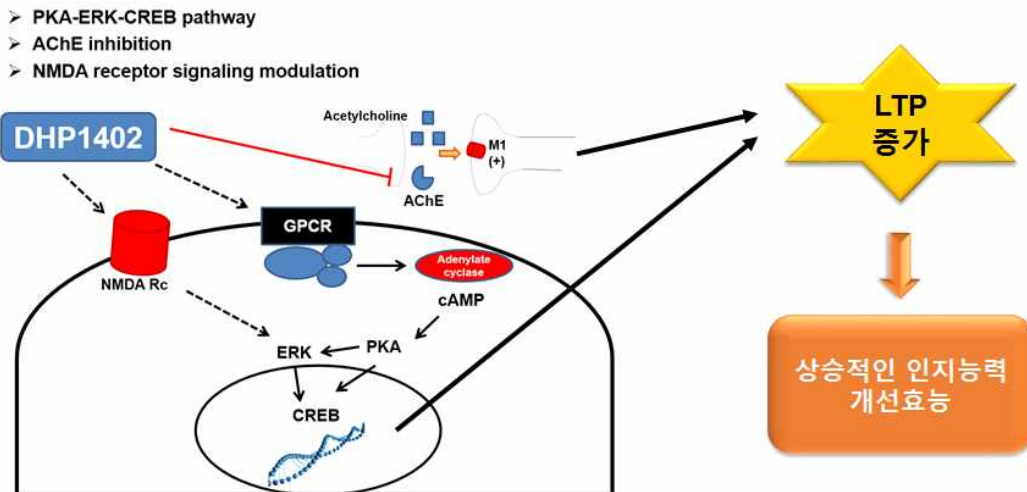 ➢ PKA-ERK-CREB pathway
➢ AChE inhibition
➢ NMDA receptor signaling modulation
DHP1402
Acetylcholine
M1
(+)
AChE
LTP
증가
GPCR
NMDA Rc
Adenylate
cyclase
cAMP
ERK
PKA
CREB
상승적인 인지능력
개선효능